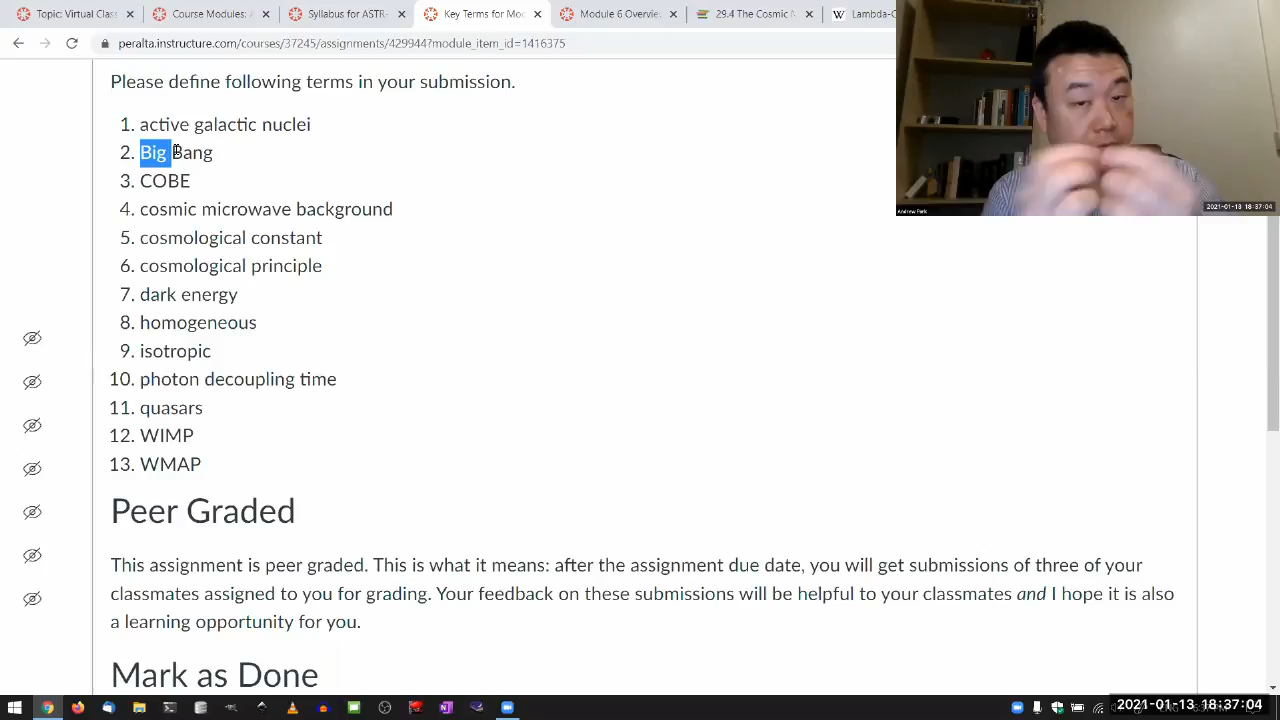 Topic: Virtual Class
Course Modules:
for ASTR-
Key Terms for Mod
Module 6 Overvie
29.4 The Cosmic
Lambda-C
peralta.instructure.com/courses/37245/assignments/429944?module_item_id=1416375
Please define following terms in your submission.
1. active galactic nuclei
2. Big Bang
3. COBE
4. cosmic microwave background
5. cosmological constant
6. cosmological principle
7. dark energy
8. homogeneous
9. isotropic
10. photon decoupling time
11. quasars
12. WIMP
13. WMAP
Peer Graded
This assignment is peer graded. This is what it means: after the assignment due date, you will get submissions of three of your
classmates assigned to you for grading. Your feedback on these submissions will be helpful to your classmates and I hope it is also
a learning opportunity for you.
Mark as Done
Andrew Park
2021-01-13 18:37:04
2021-01-13 18:37:04